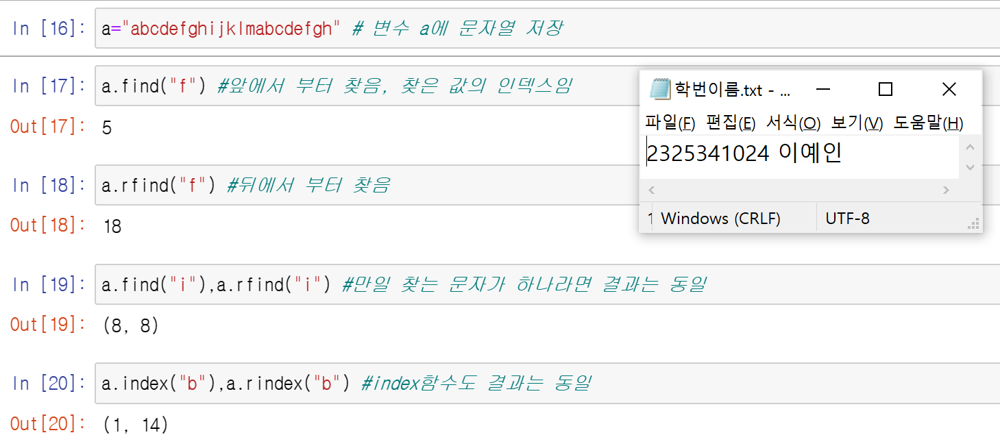 In [16]: a="abcdefghijklmabcdefgh" # 변수 a에 문자열 저장
In [17]: a.find("f") #앞에서 부터 찾음, 찾은 값의 인덱스임
Out[17]: 5
In [18]: a.rfind("f") #뒤에서 부터 찾음
Out[18]: 18
In [19]: a.find("i"),a.rfind("i") #만일 찾는 문자가 하나라면 결과는 동일
Out[19]: (8, 8)
In [20]: a.index("b"),a.rindex("b") #index함수도 결과는 동일
Out[20]: (1, 14)
학번이름.txt - ...
파일(F) 편집(E) 서식(O) 보기(V) 도움말(H)
2325341024 이예인
1 Windows (CRLF) UTF-8